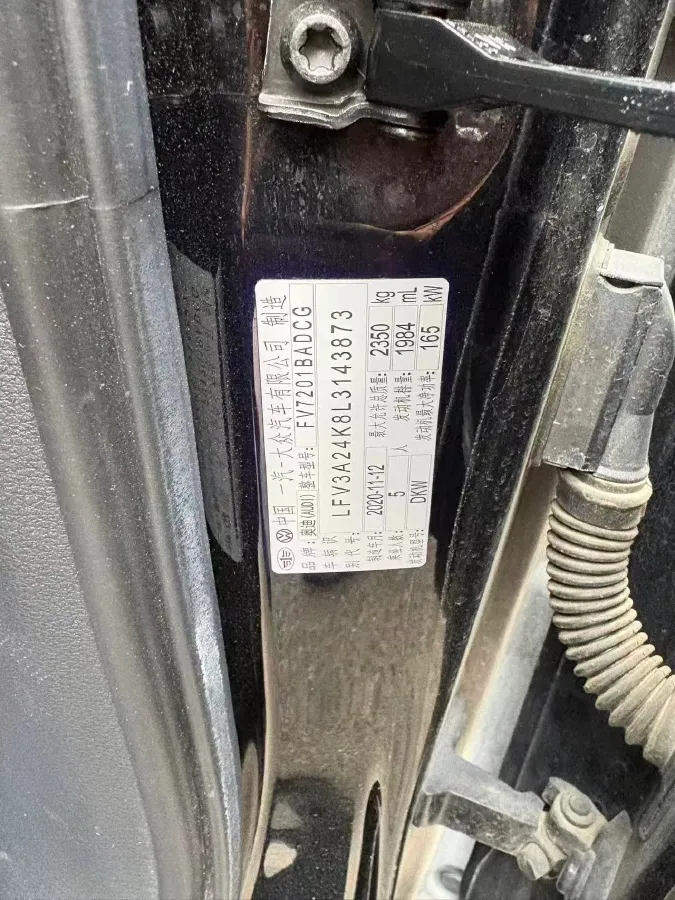 中国 一汽-大众汽车有限公司 制造
品牌: 奥迪(AUDI) 整车型号: FV7201BADCG
车辆识别代号: LFV3A24K8L3143873
制造年月: 2020-11-12 最大允许总质量: 2350 kg
乘坐人数: 5 人 发动机排量: 1984 mL
发动机型号: DKW 发动机最大净功率: 165 kW